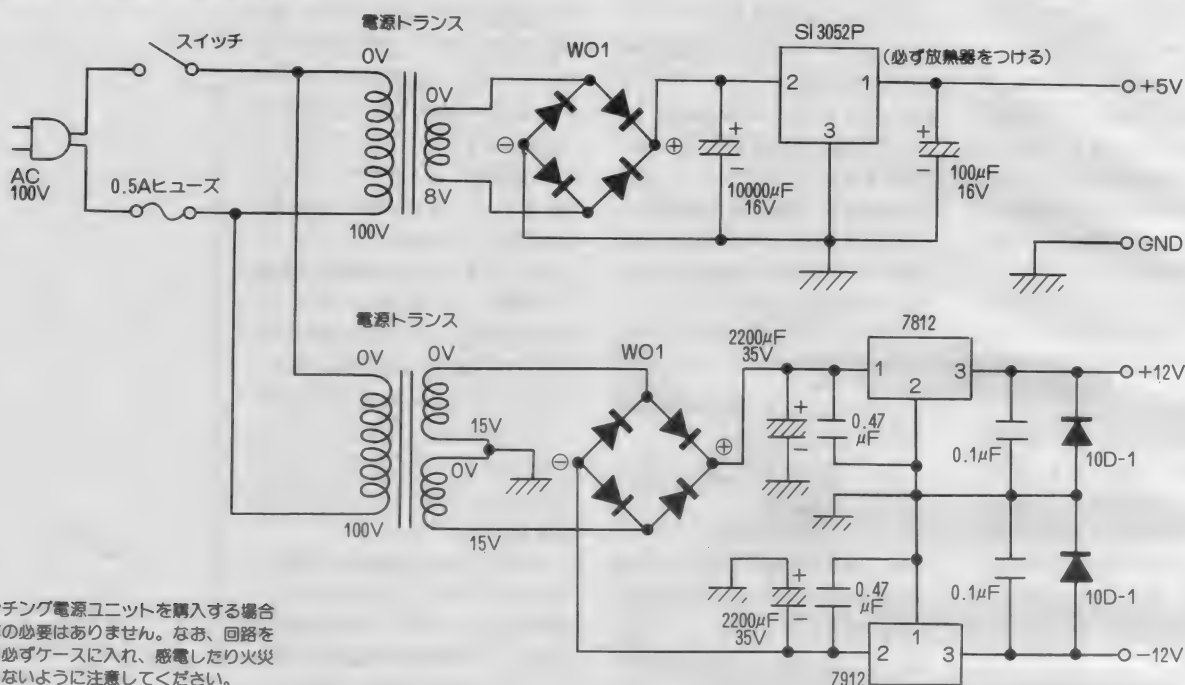 電源トランス
スイッチ
0V
WO1
SI3052P
(必ず放熱器をつける)
0V
2
1
3
+5V
⊖
⊕
+
−
10000μF
16V
+
−
100μF
16V
AC
100V
0.5Aヒューズ
8V
100V
GND
電源トランス
0V
0V
WO1
2200μF
35V
7812
1
3
2
+12V
15V
0V
⊖
⊕
+
−
0.47
μF
0.1μF
10D-1
100V
15V
+
−
2200μF
35V
0.47
μF
0.1μF
10D-1
2
1
3
−12V
7912
チング電源ユニットを購入する場合
の必要はありません。なお、回路を
必ずケースに入れ、感電したり火災
ないように注意してください。